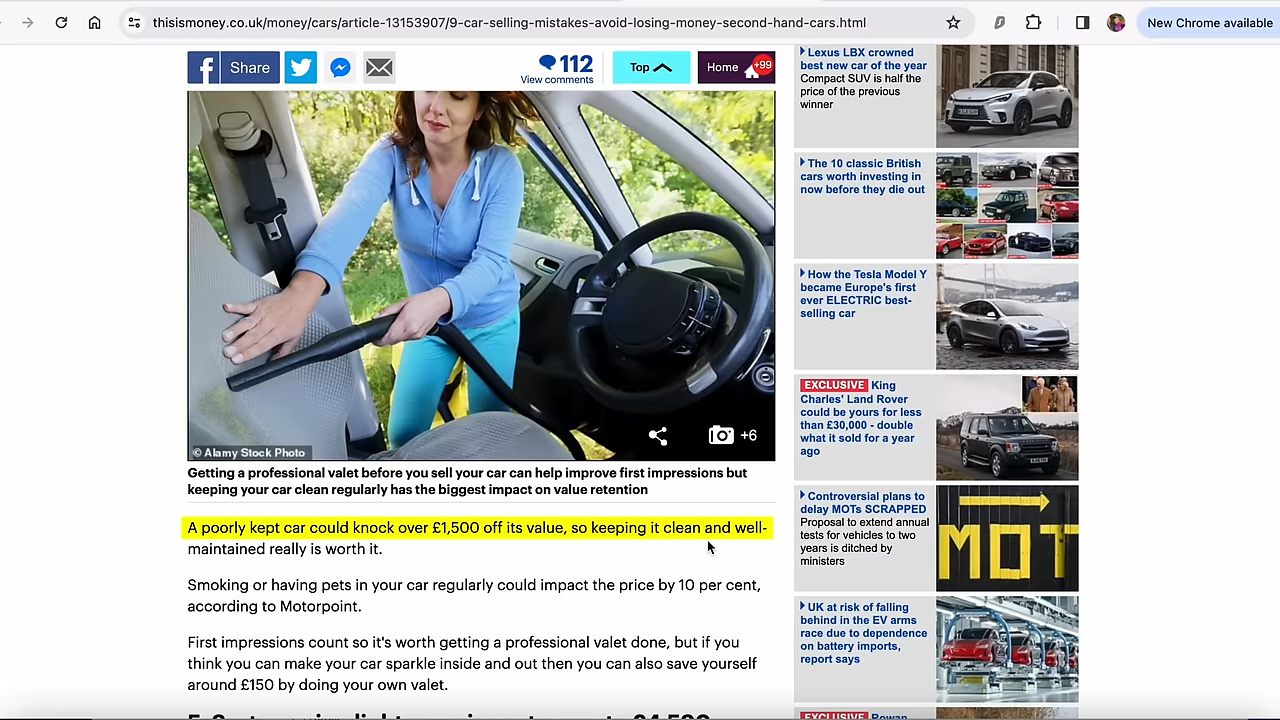 thisismoney.co.uk/money/cars/article-13153907/9-car-selling-mistakes-avoid-losing-money-second-hand-cars.html
New Chrome available
Share
112
View comments
Top
Home
+99
+6
© Alamy Stock Photo
Getting a professional valet before you sell your car can help improve first impressions but
keeping your car clean regularly has the biggest impact on value retention
A poorly kept car could knock over £1,500 off its value, so keeping it clean and well-
maintained really is worth it.
Smoking or having pets in your car regularly could impact the price by 10 per cent,
according to Motorpoint.
First impressions count so it's worth getting a professional valet done, but if you
think you can make your car sparkle inside and out then you can also save yourself
around by your own valet.
Lexus LBX crowned
best new car of the year
Compact SUV is half the
price of the previous
winner
The 10 classic British
cars worth investing in
now before they die out
How the Tesla Model Y
became Europe's first
ever ELECTRIC best-
selling car
EXCLUSIVE King
Charles' Land Rover
could be yours for less
than £30,000 - double
what it sold for a year
ago
Controversial plans to
delay MOTs SCRAPPED
Proposal to extend annual
tests for vehicles to two
years is ditched by
ministers
MOT
UK at risk of falling
behind in the EV arms
race due to dependence
on battery imports,
report says
EXCLUSIVE Rowan